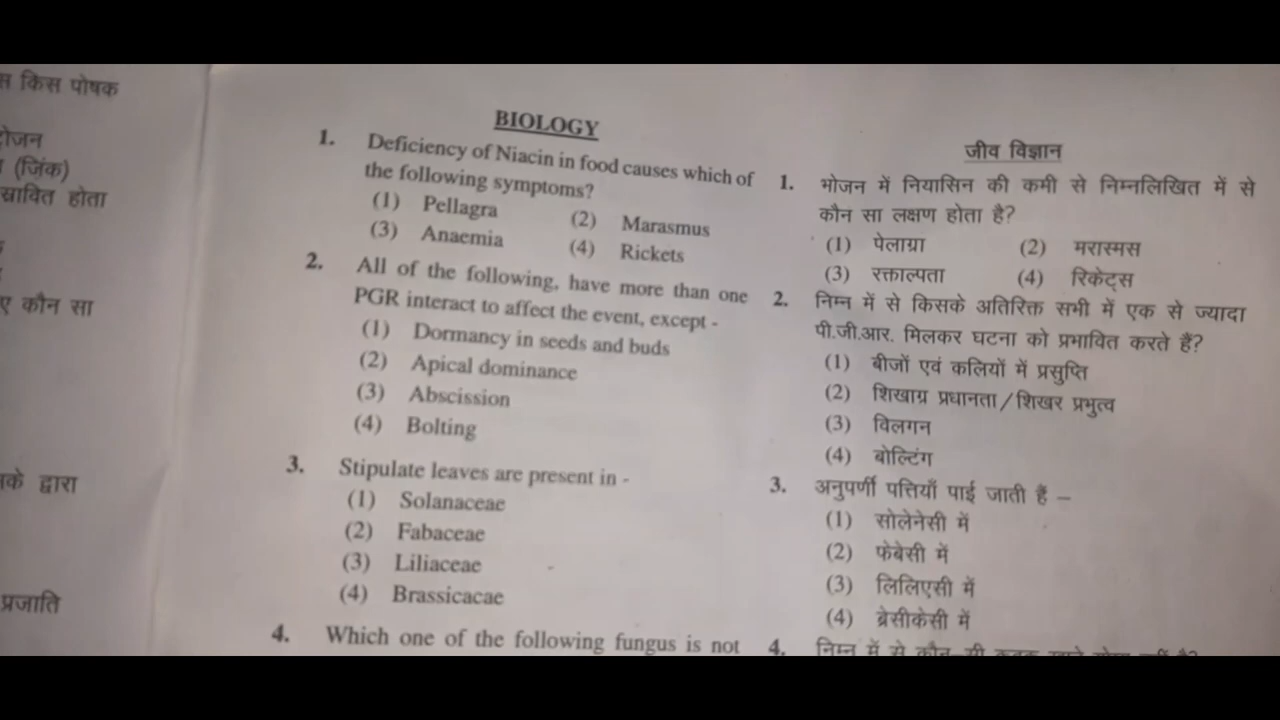 स किस पोषक
(जिंक)
स्रावित होता
ए कौन सा
के द्वारा
प्रजाति
BIOLOGY
1. Deficiency of Niacin in food causes which of
the following symptoms?
(1) Pellagra (2) Marasmus
(3) Anaemia (4) Rickets
2. All of the following, have more than one
PGR interact to affect the event, except -
(1) Dormancy in seeds and buds
(2) Apical dominance
(3) Abscission
(4) Bolting
3. Stipulate leaves are present in -
(1) Solanaceae
(2) Fabaceae
(3) Liliaceae
(4) Brassicacae
4. Which one of the following fungus is not
जीव विज्ञान
1. भोजन में नियासिन की कमी से निम्नलिखित में से
कौन सा लक्षण होता है?
(1) पेलाग्रा (2) मरास्मस
(3) रक्ताल्पता (4) रिकेट्स
2. निम्न में से किसके अतिरिक्त सभी में एक से ज्यादा
पी.जी.आर. मिलकर घटना को प्रभावित करते हैं?
(1) बीजों एवं कलियों में प्रसुप्ति
(2) शिखाग्र प्रधानता/शिखर प्रभुत्व
(3) विलगन
(4) बोल्टिंग
3. अनुपर्णी पत्तियाँ पाई जाती हैं –
(1) सोलेनेसी में
(2) फेबेसी में
(3) लिलिएसी में
(4) ब्रेसीकेसी में
4. निम्न में से कौन-सी कवक